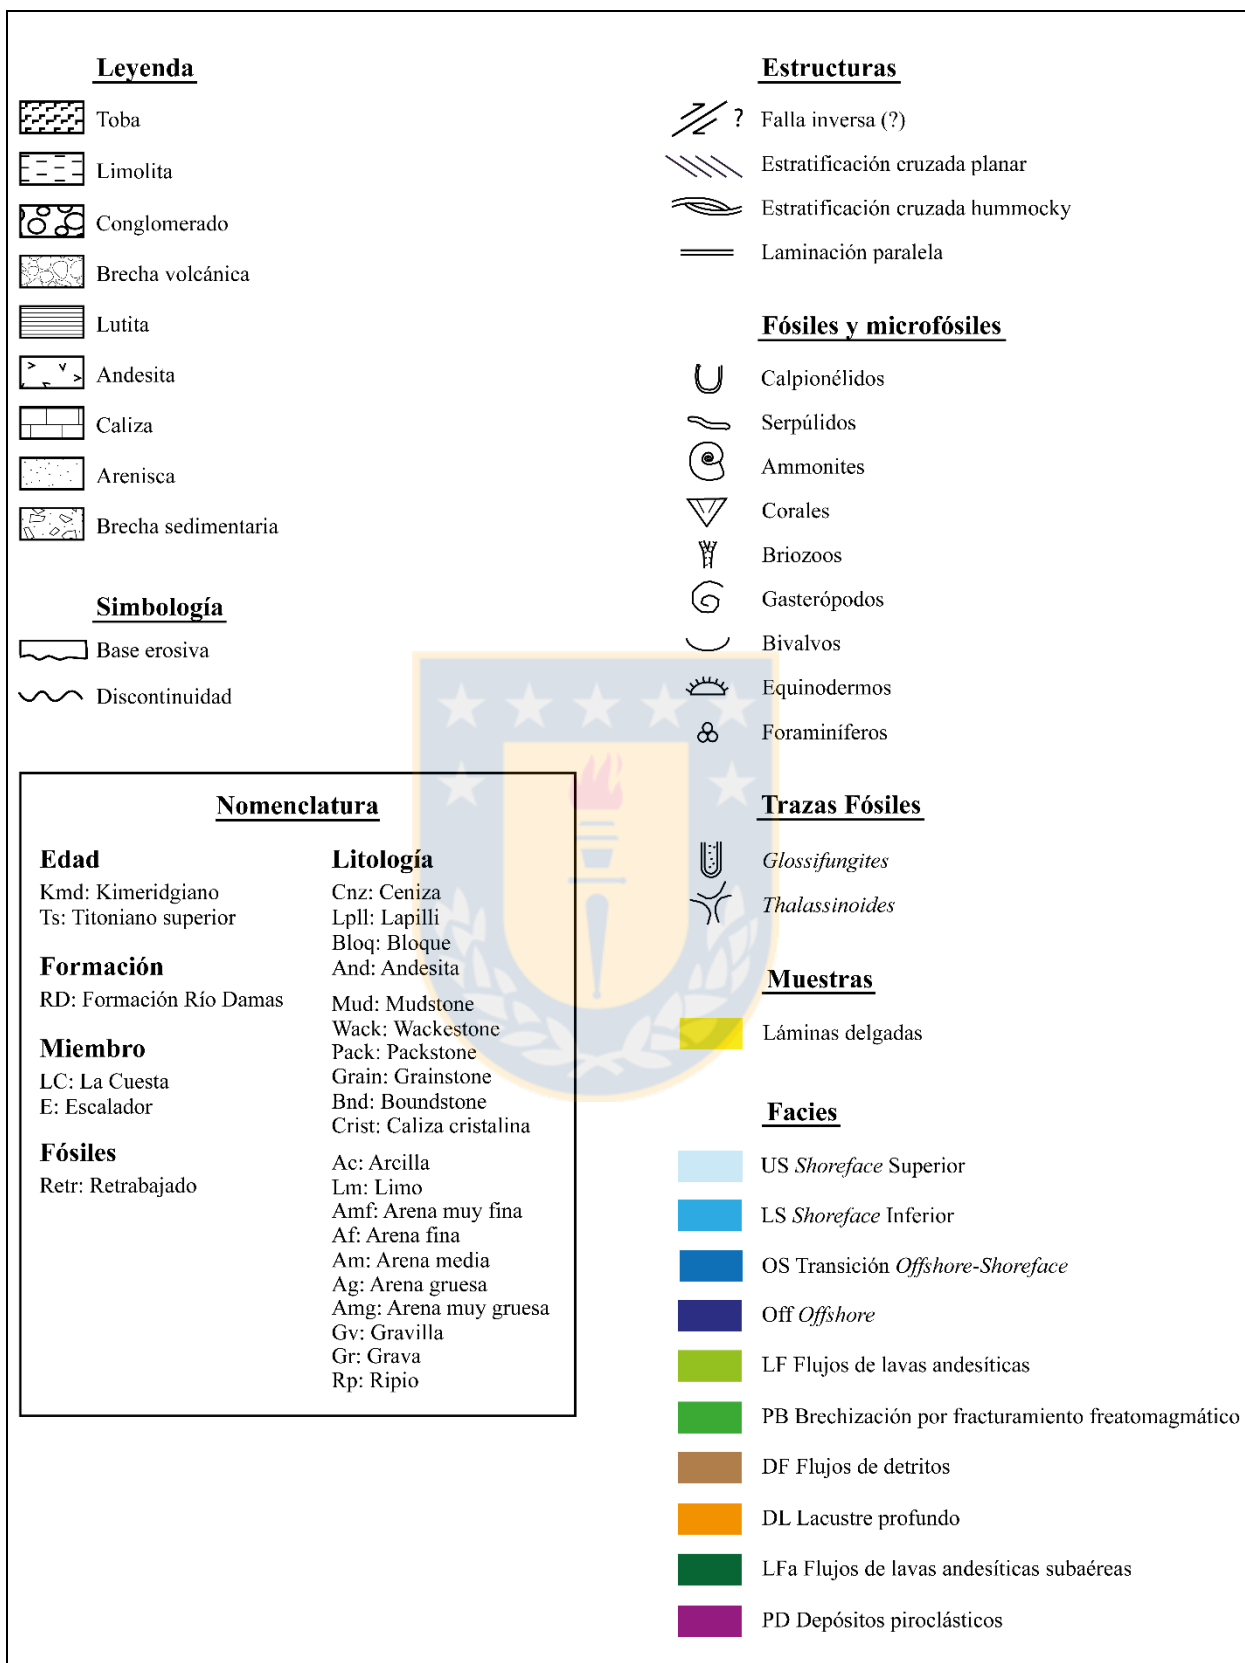 Leyenda
Toba
Limolita
Conglomerado
Brecha volcánica
Lutita
Andesita
Caliza
Arenisca
Brecha sedimentaria
Simbología
Base erosiva
Discontinuidad
Nomenclatura
Edad
Kmd: Kimeridgiano
Ts: Titoniano superior
Formación
RD: Formación Río Damas
Miembro
LC: La Cuesta
E: Escalador
Fósiles
Retr: Retrabajado
Litología
Cnz: Ceniza
Lpll: Lapilli
Bloq: Bloque
And: Andesita
Mud: Mudstone
Wack: Wackestone
Pack: Packstone
Grain: Grainstone
Bnd: Boundstone
Crist: Caliza cristalina
Ac: Arcilla
Lm: Limo
Amf: Arena muy fina
Af: Arena fina
Am: Arena media
Ag: Arena gruesa
Amg: Arena muy gruesa
Gv: Gravilla
Gr: Grava
Rp: Ripio
Estructuras
? Falla inversa (?)
Estratificación cruzada planar
Estratificación cruzada hummocky
Laminación paralela
Fósiles y microfósiles
Calpionélidos
Serpúlidos
Ammonites
Corales
Briozoos
Gasterópodos
Bivalvos
Equinodermos
Foraminíferos
Trazas Fósiles
Glossifungites
Thalassinoides
Muestras
Láminas delgadas
Facies
US Shoreface Superior
LS Shoreface Inferior
OS Transición Offshore-Shoreface
Off Offshore
LF Flujos de lavas andesíticas
PB Brechización por fracturamiento freatomagmático
DF Flujos de detritos
DL Lacustre profundo
LFa Flujos de lavas andesíticas subaéreas
PD Depósitos piroclásticos